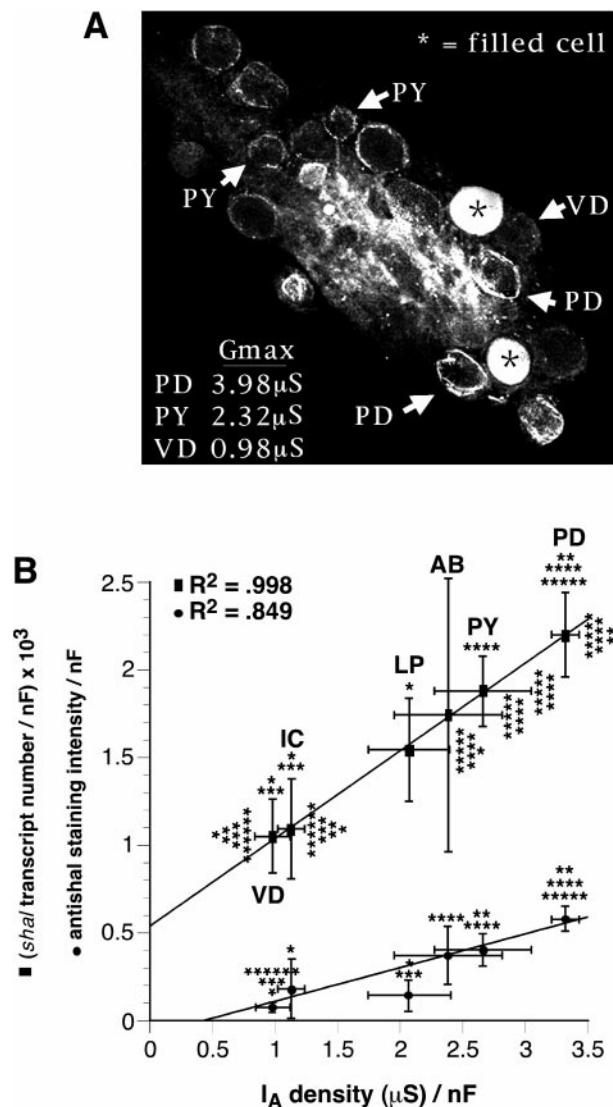 A
* = filled cell
PY
PY
*
VD
PD
*
PD
Gmax
PD 3.98µS
PY 2.32µS
VD 0.98µS
B
■ (shal transcript number / nF) x 10³
● antishal staining intensity / nF
■ R² = .998
● R² = .849
2.5
2
1.5
1
0.5
0
VD
IC
LP
AB
PY
PD
**
****
*****
****
*
*
***
*
***
**
****
*****
**
****
****
*
***
*
0 0.5 1 1.5 2 2.5 3 3.5
I_A density (µS) / nF